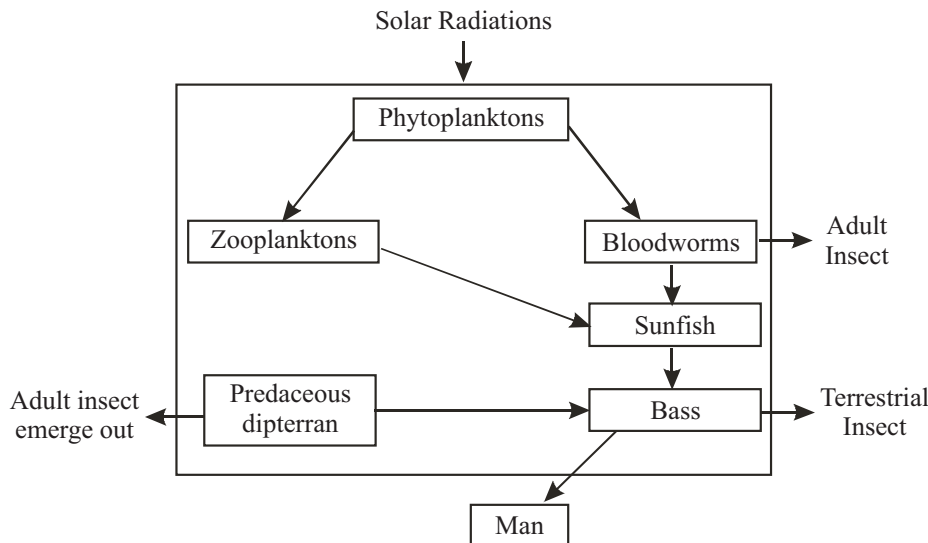 Solar Radiations
Phytoplanktons
Zooplanktons
Bloodworms
Adult
Insect
Sunfish
Adult insect
emerge out
Predaceous
dipterran
Bass
Terrestrial
Insect
Man